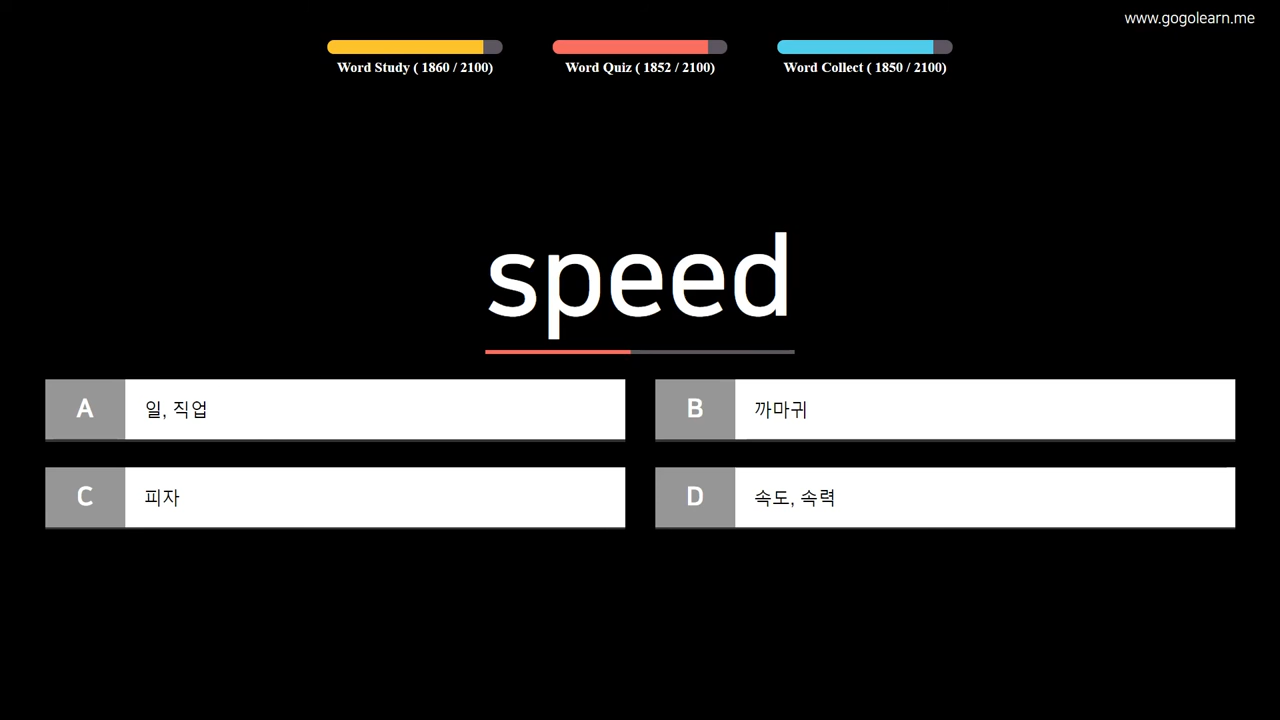 www.gogolearn.me
Word Study ( 1860 / 2100)
Word Quiz ( 1852 / 2100)
Word Collect ( 1850 / 2100)
speed
A 일, 직업
B 까마귀
C 피자
D 속도, 속력